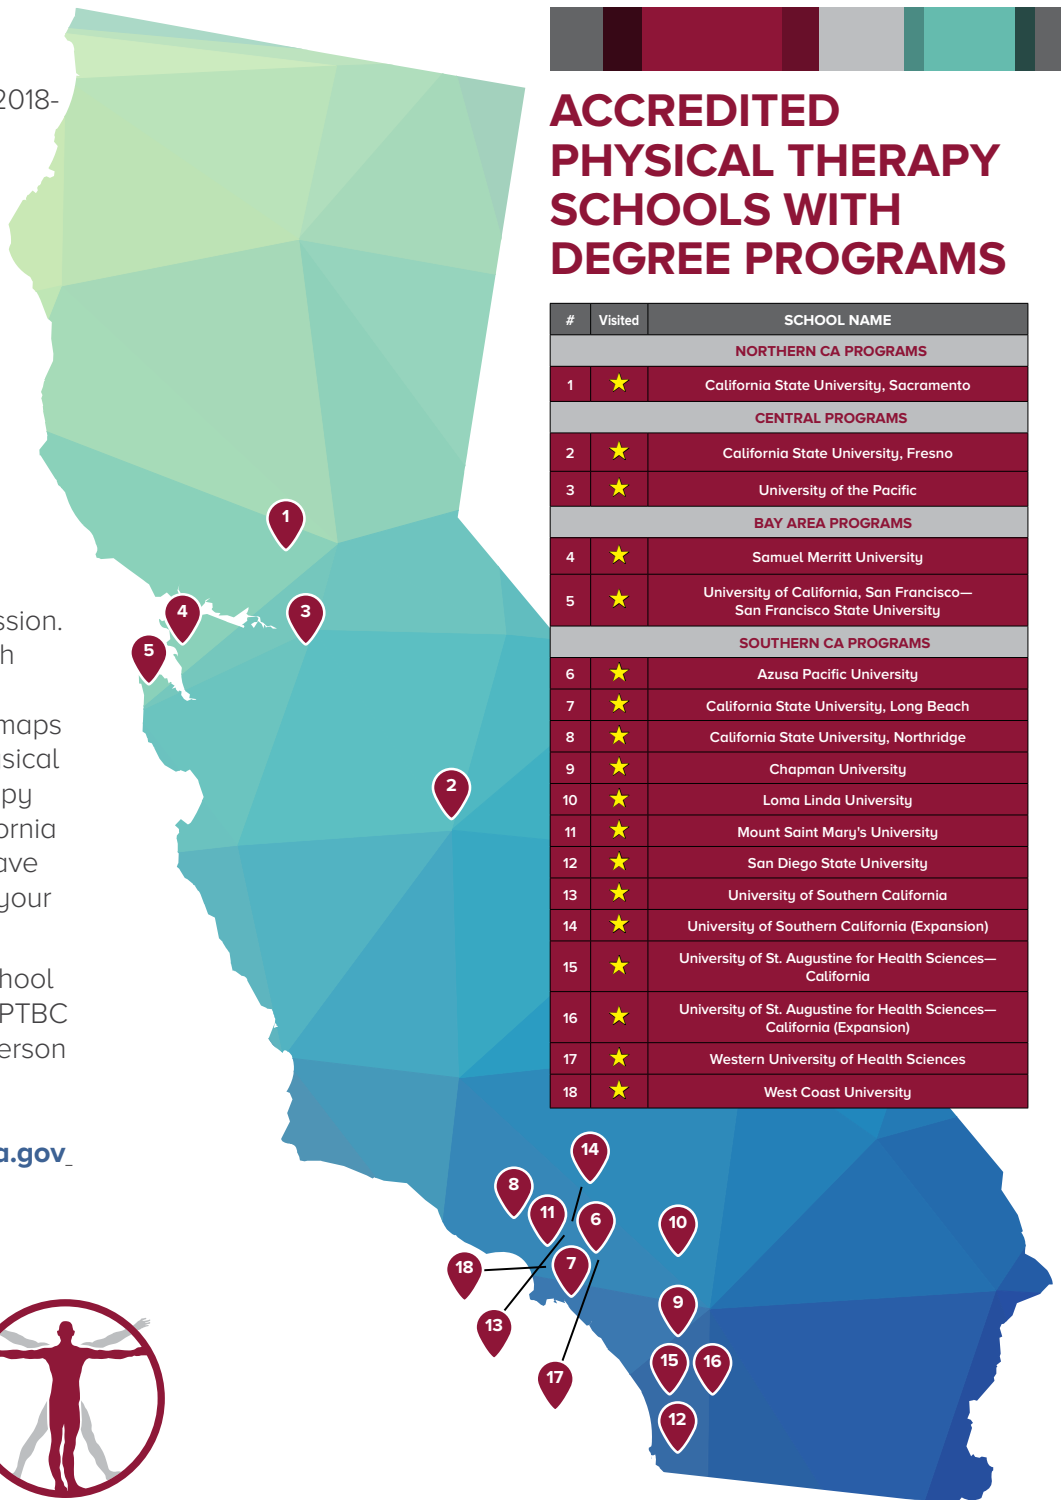 2018-
ssion.
h
maps
sical
py
ornia
ave
your
hool
PTBC
erson
a.gov
ACCREDITED
PHYSICAL THERAPY
SCHOOLS WITH
DEGREE PROGRAMS
# Visited SCHOOL NAME
NORTHERN CA PROGRAMS
1 California State University, Sacramento
CENTRAL PROGRAMS
2 California State University, Fresno
3 University of the Pacific
BAY AREA PROGRAMS
4 Samuel Merritt University
5 University of California, San Francisco—
San Francisco State University
SOUTHERN CA PROGRAMS
6 Azusa Pacific University
7 California State University, Long Beach
8 California State University, Northridge
9 Chapman University
10 Loma Linda University
11 Mount Saint Mary's University
12 San Diego State University
13 University of Southern California
14 University of Southern California (Expansion)
15 University of St. Augustine for Health Sciences—
California
16 University of St. Augustine for Health Sciences—
California (Expansion)
17 Western University of Health Sciences
18 West Coast University
1
4
3
5
2
14
8
11
6
10
18
7
9
13
15
16
17
12